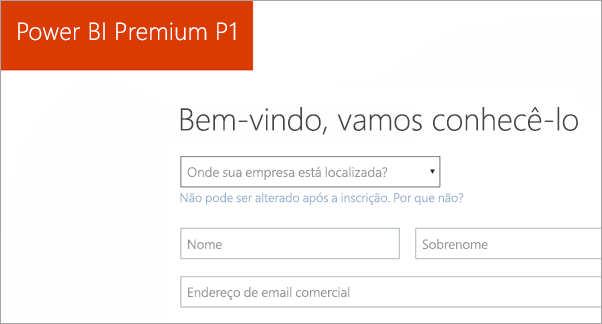 Power BI Premium P1
Bem-vindo, vamos conhecê-lo
Onde sua empresa está localizada?
Não pode ser alterado após a inscrição. Por que não?
Nome
Sobrenome
Endereço de email comercial